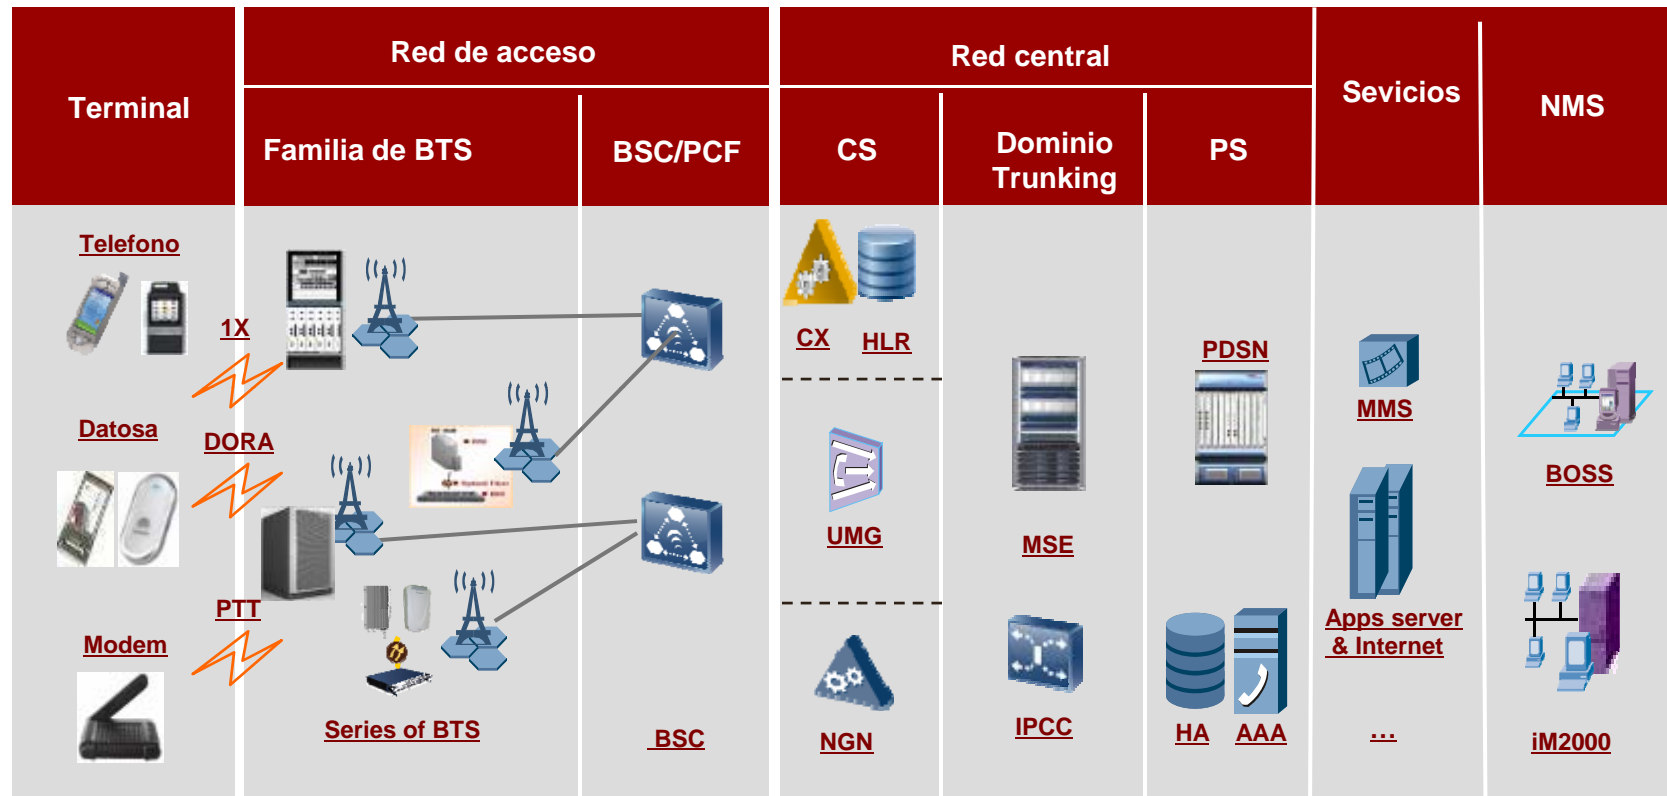 Red de acceso
Red central
Terminal
Sevicios
NMS
Familia de BTS
BSC/PCF
CS
Dominio
Trunking
PS
Telefono
1X
CX
HLR
PDSN
MMS
Datosa
DORA
BOSS
UMG
MSE
PTT
Modem
Apps server
& Internet
Series of BTS
BSC
NGN
IPCC
HA
AAA
...
iM2000